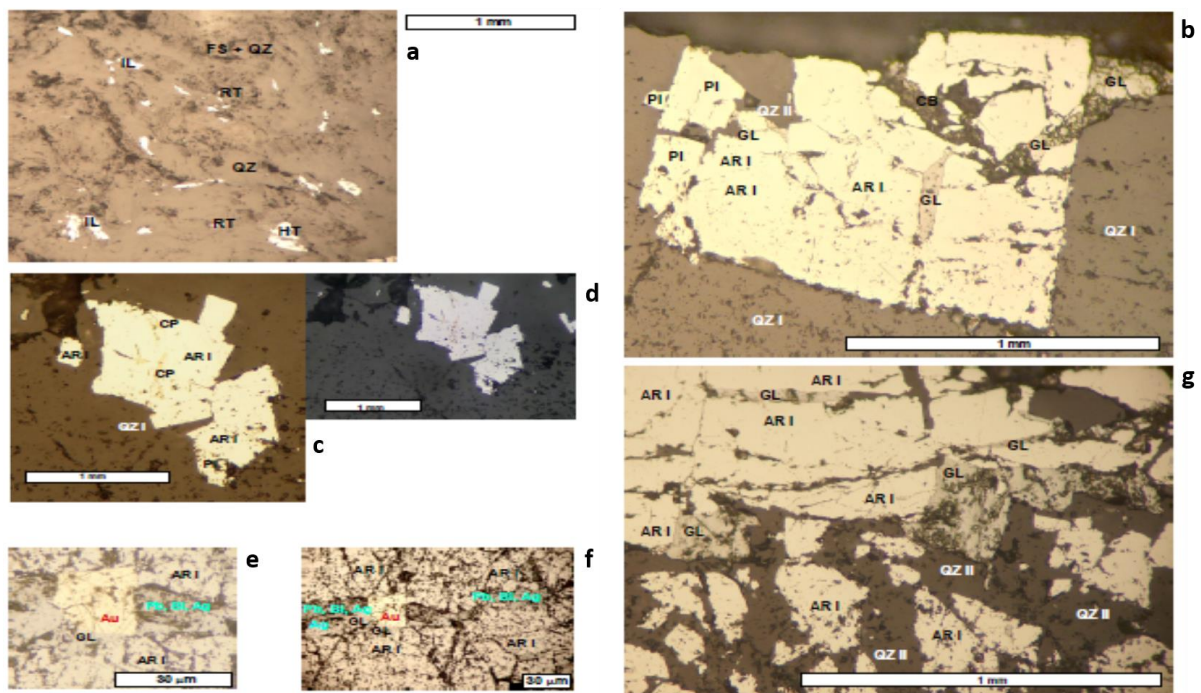 1 mm
a
FS + QZ
IL
RT
QZ
IL
RT
HT
b
PI
PI
QZ II
CB
GL
GL
PI
AR I
GL
AR I
AR I
GL
QZ I
QZ I
1 mm
c
CP
AR I
AR I
CP
QZ I
AR I
1 mm
d
1 mm
e
AR I
Pb, Bi, Ag
Au
GL
AR I
30 µm
f
AR I
AR I
Pb, Bi, Ag
Pb, Bi, Ag
Ag
Au
GL
GL
AR I
AR I
30 µm
g
AR I
AR I
GL
AR I
GL
GL
AR I
AR I
GL
QZ II
AR I
QZ II
AR I
QZ II
1 mm